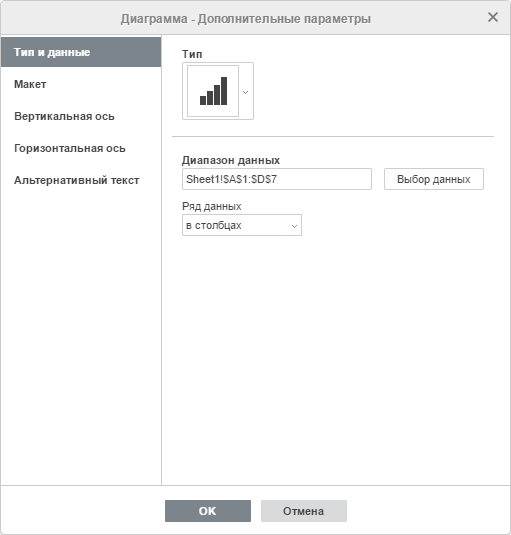 Диаграмма - Дополнительные параметры
Тип и данные
Макет
Вертикальная ось
Горизонтальная ось
Альтернативный текст
Тип
Диапазон данных
Sheet1!$A$1:$D$7
Выбор данных
Ряд данных
в столбцах
OK
Отмена